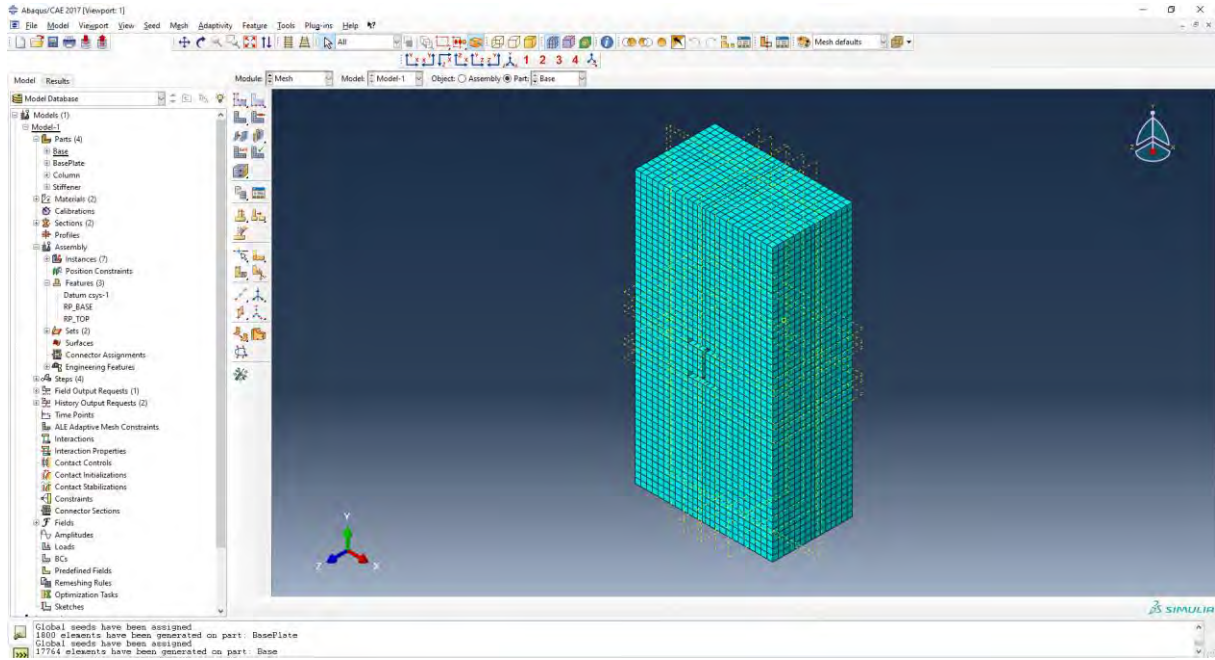 Abaqus/CAE 2017 [Viewport: 1]
File Model Viewport View Seed Mesh Adaptivity Feature Tools Plug-ins Help
All Mesh defaults
1 2 3 4
Model Results Module: Mesh Model: Model-1 Object: Assembly Part: Base
Model Database
Models (1)
Model-1
Parts (4)
Base
BasePlate
Column
Stiffener
Materials (2)
Calibrations
Sections (2)
Profiles
Assembly
Instances (7)
Position Constraints
Features (3)
Datum csys-1
RP_BASE
RP_TOP
Sets (2)
Surfaces
Connector Assignments
Engineering Features
Steps (4)
Field Output Requests (1)
History Output Requests (2)
Time Points
ALE Adaptive Mesh Constraints
Interactions
Interaction Properties
Contact Controls
Contact Initializations
Contact Stabilizations
Constraints
Connector Sections
Fields
Amplitudes
Loads
BCs
Predefined Fields
Remeshing Rules
Optimization Tasks
Sketches
Y
Z X
SIMULIA
Global seeds have been assigned
1800 elements have been generated on part: BasePlate
Global seeds have been assigned
17764 elements have been generated on part: Base